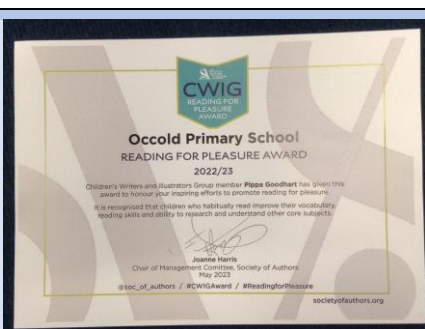 CWIG
READING FOR
PLEASURE
AWARD
Occold Primary School
READING FOR PLEASURE AWARD
2022/23
Children's Writers and Illustrators Group member Pippa Goodhart has given this
award to honour your inspiring efforts to promote reading for pleasure.
It is recognised that children who habitually read improve their vocabulary,
reading skills and ability to research and understand other core subjects.
Joanne Harris
Chair of Management Comittee, Society of Authors
May 2023
@soc_of_authors / #CWIGAward / #ReadingforPleasure
societyofauthors.org